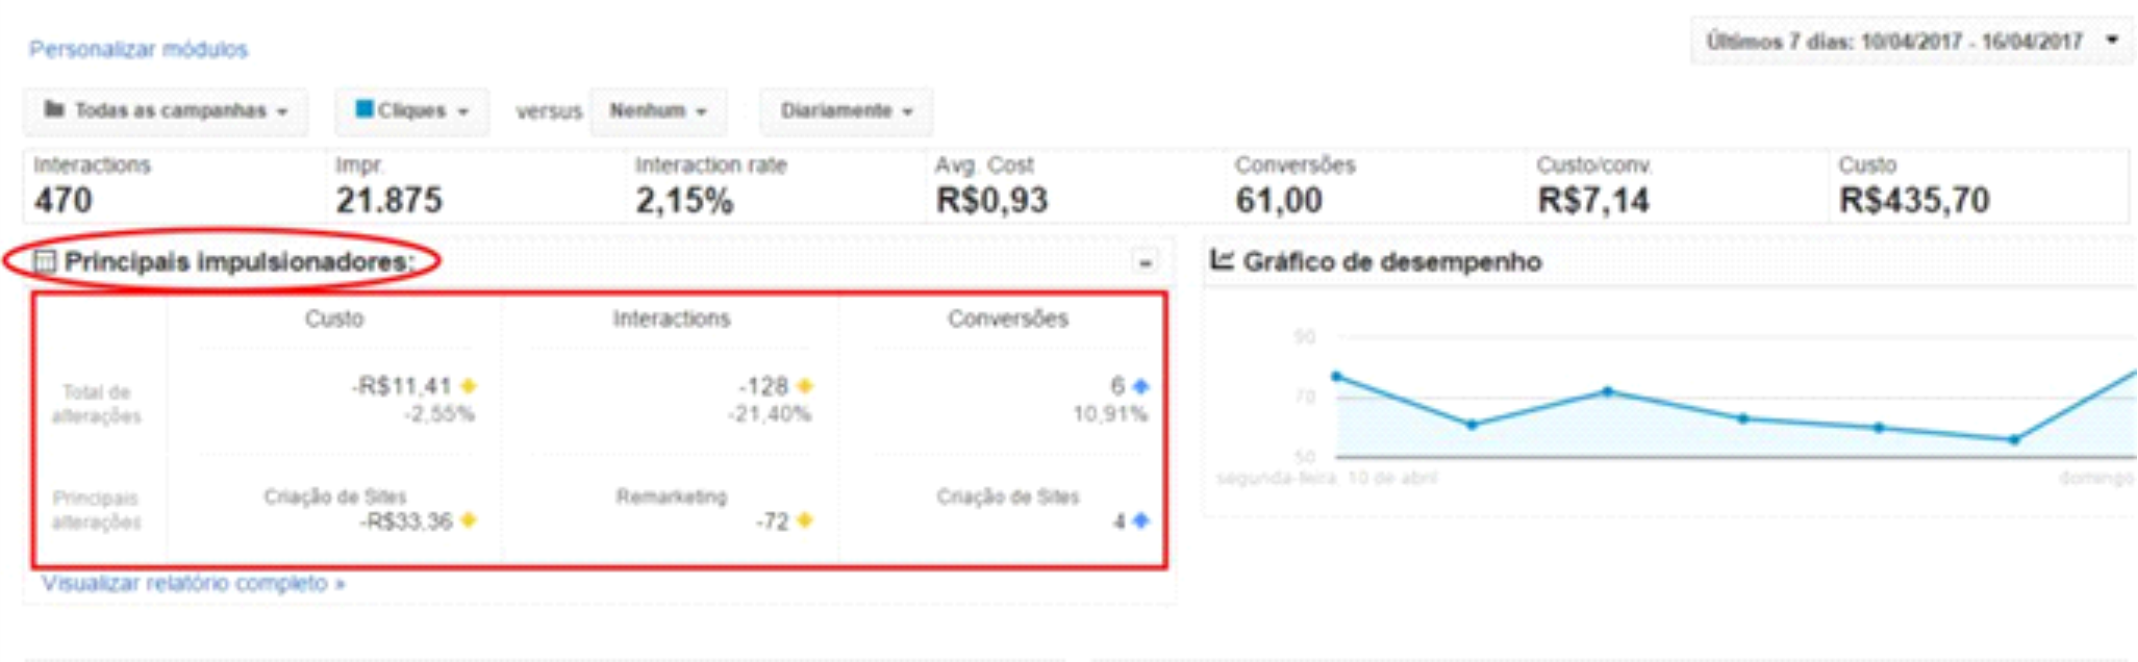 Personalizar módulos
Últimos 7 dias: 10/04/2017 - 16/04/2017
Todas as campanhas
Cliques
versus
Nenhum
Diariamente
Interactions
Impr.
Interaction rate
Avg. Cost
Conversões
Custo/conv.
Custo
470
21.875
2,15%
R$0,93
61,00
R$7,14
R$435,70
Principais impulsionadores:
Gráfico de desempenho
Custo
Interactions
Conversões
Total de
alterações
-R$11,41
-2,55%
-128
-21,40%
6
10,91%
Principais
alterações
Criação de Sites
-R$33,36
Remarketing
-72
Criação de Sites
4
90
70
50
segunda-feira, 10 de abril
domingo
Visualizar relatório completo »